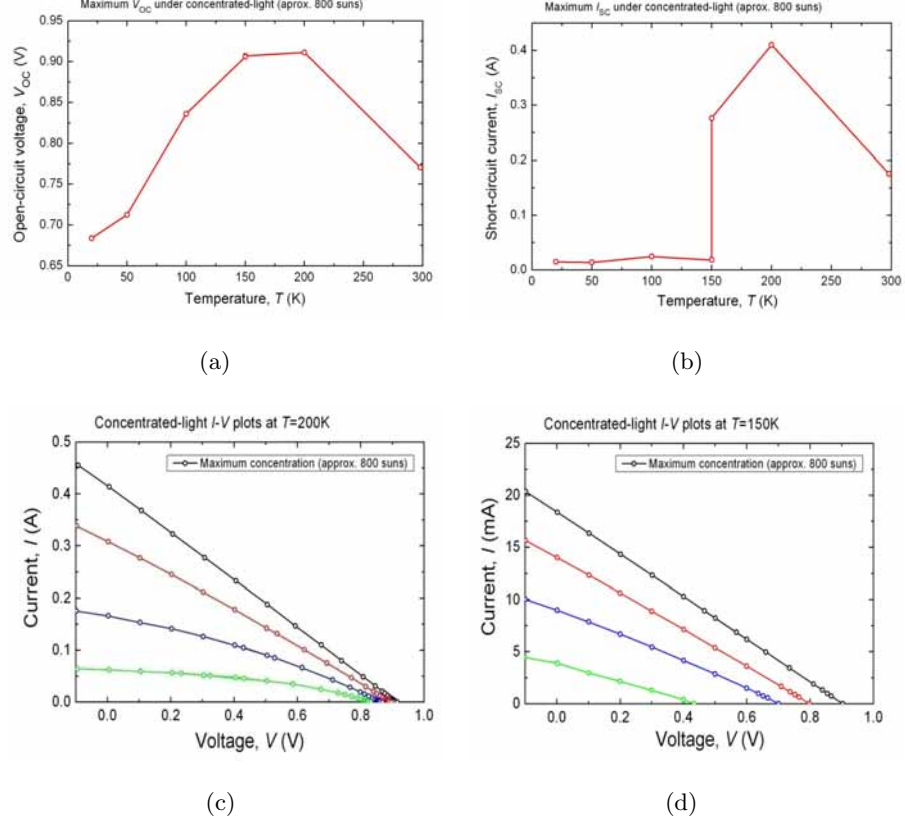 Maximum VOC under concentrated-light (aprox. 800 suns)
Open-circuit voltage, VOC (V)
0.95
0.90
0.85
0.80
0.75
0.70
0.65
0 50 100 150 200 250 300
Temperature, T (K)
(a)
Maximum ISC under concentrated-light (aprox. 800 suns)
Short-circuit current, ISC (A)
0.4
0.3
0.2
0.1
0.0
0 50 100 150 200 250 300
Temperature, T (K)
(b)
Concentrated-light I-V plots at T=200K
Maximum concentration (approx. 800 suns)
Current, I (A)
0.5
0.4
0.3
0.2
0.1
0.0
0.0 0.2 0.4 0.6 0.8 1.0
Voltage, V (V)
(c)
Concentrated-light I-V plots at T=150K
Maximum concentration (approx. 800 suns)
Current, I (mA)
25
20
15
10
5
0
0.0 0.2 0.4 0.6 0.8 1.0
Voltage, V (V)
(d)